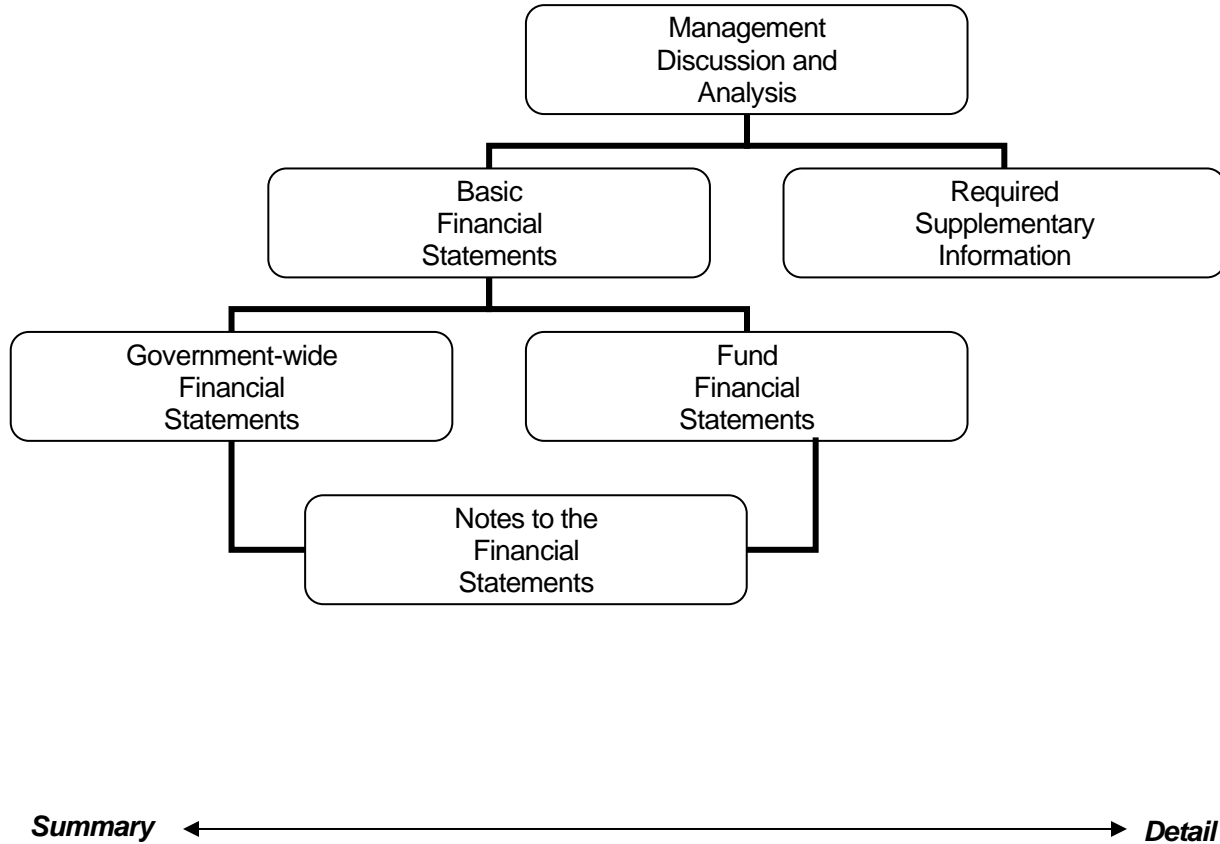 Management
Discussion and
Analysis
Basic
Financial
Statements
Required
Supplementary
Information
Government-wide
Financial
Statements
Fund
Financial
Statements
Notes to the
Financial
Statements
Summary
Detail